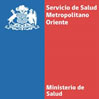 Servicio de Salud
Metropolitano
Oriente
Ministerio de
Salud